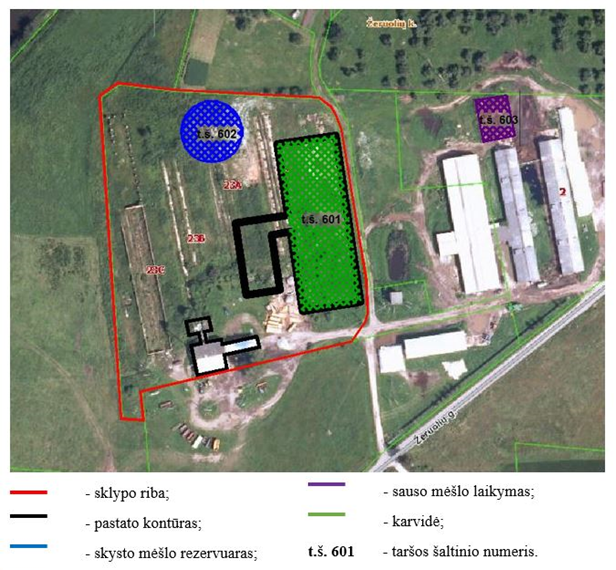 Žeruolių k.
t.š. 602
t.š. 603
23A
2
t.š. 601
23B
23C
Žeruolių g.
- sklypo riba;
- sauso mėšlo laikymas;
- pastato kontūras;
- karvidė;
- skysto mėšlo rezervuaras;
t.š. 601 - taršos šaltinio numeris.